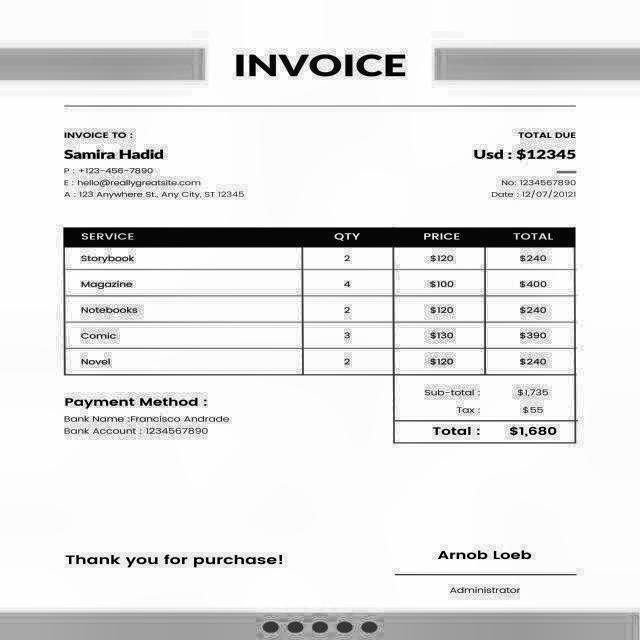 INVOICE
INVOICE TO :
TOTAL DUE
Samira Hadid
Usd : $12345
P : +123-456-7890
E : hello@reallygreatsite.com
No: 1234567890
A : 123 Anywhere St., Any City, ST 12345
Date : 12/07/20121
SERVICE QTY PRICE TOTAL
Storybook 2 $120 $240
Magazine 4 $100 $400
Notebooks 2 $120 $240
Comic 3 $130 $390
Novel 2 $120 $240
Sub-total : $1,735
Tax : $55
Total : $1,680
Payment Method :
Bank Name :Francisco Andrade
Bank Account : 1234567890
Thank you for purchase!
Arnob Loeb
Administrator